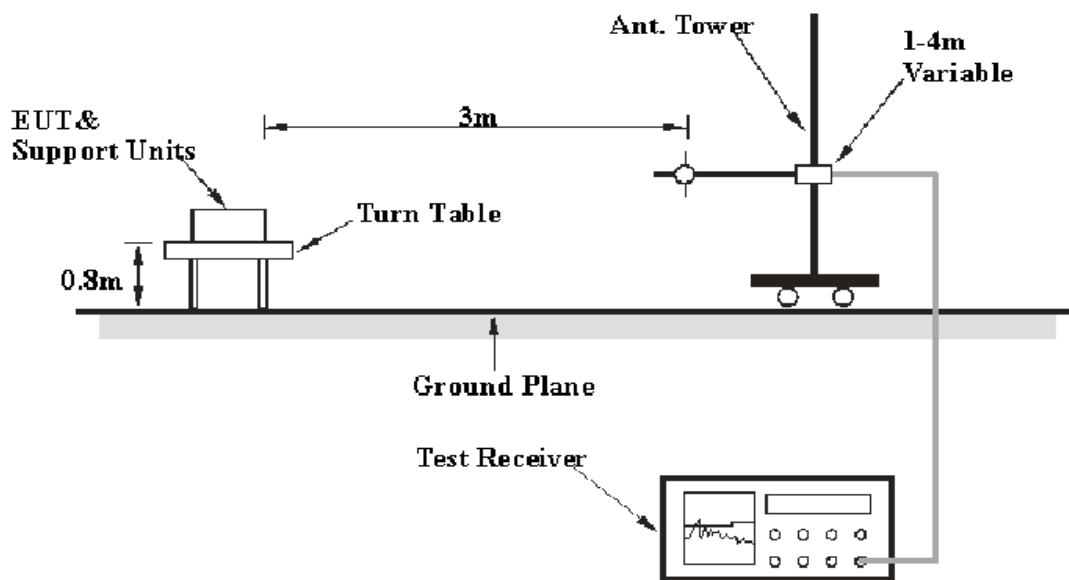 Ant. Tower
1-4m
Variable
EUT&
Support Units
3m
Turn Table
0.8m
Ground Plane
Test Receiver